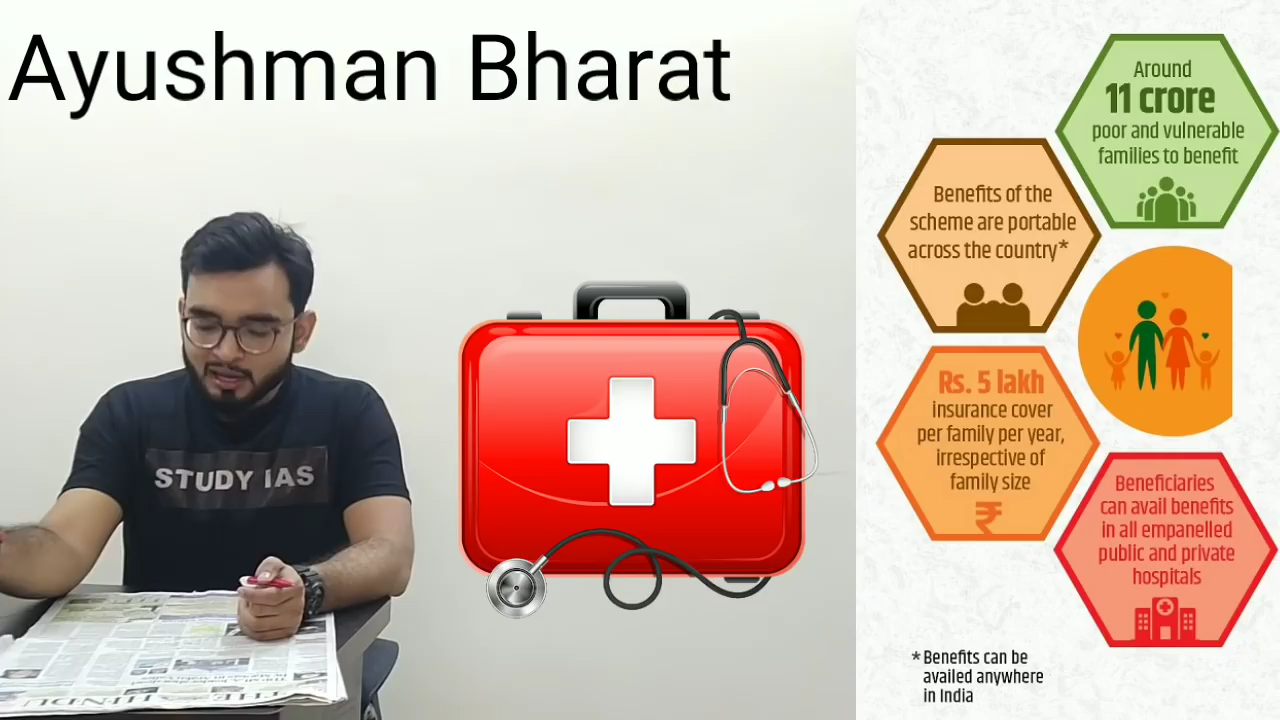 Ayushman Bharat
STUDY IAS
THE HINDU
Around
11 crore
poor and vulnerable
families to benefit
Benefits of the
scheme are portable
across the country*
Rs. 5 lakh
insurance cover
per family per year,
irrespective of
family size
₹
Beneficiaries
can avail benefits
in all empanelled
public and private
hospitals
* Benefits can be
availed anywhere
in India